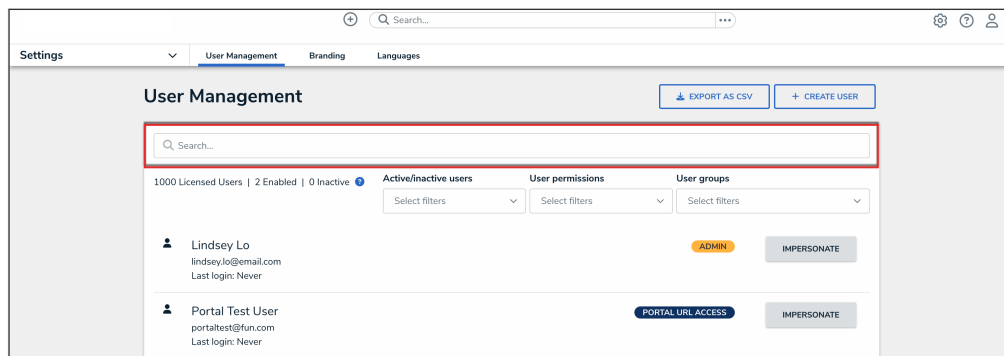 Search...
Settings
User Management
Branding
Languages
User Management
EXPORT AS CSV
+ CREATE USER
Search...
1000 Licensed Users | 2 Enabled | 0 Inactive ?
Active/inactive users
User permissions
User groups
Select filters
Select filters
Select filters
Lindsey Lo
ADMIN
IMPERSONATE
lindsey.lo@email.com
Last login: Never
Portal Test User
PORTAL URL ACCESS
IMPERSONATE
portaltest@fun.com
Last login: Never